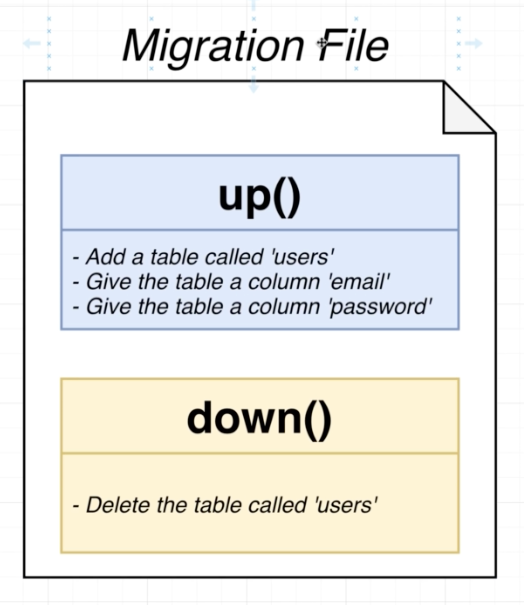 Migration File
up()
- Add a table called 'users'
- Give the table a column 'email'
- Give the table a column 'password'
down()
- Delete the table called 'users'